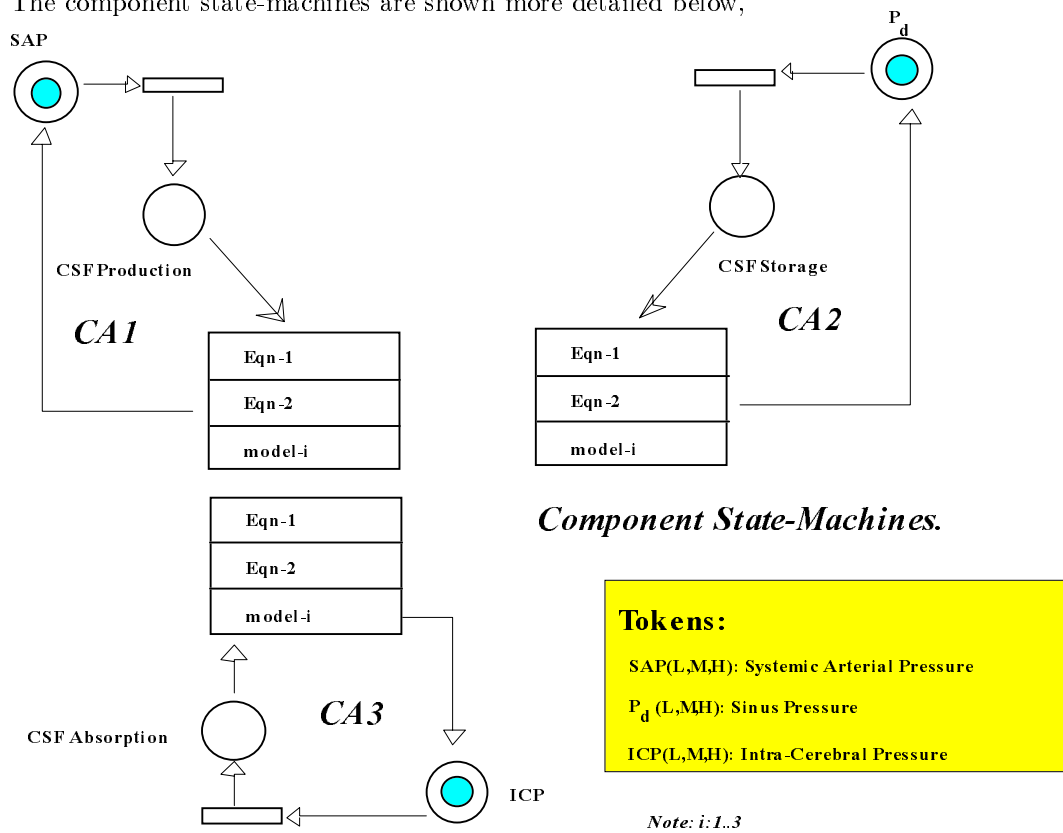 The component state-machines are shown more detailed below,
SAP
P
d
CSF Production
CSF Storage
CA1
CA2
Eqn-1
Eqn-2
model-i
Eqn-1
Eqn-2
model-i
Component State-Machines.
Eqn-1
Eqn-2
model-i
Tokens:
SAP(L,M,H): Systemic Arterial Pressure
Pd (L,M,H): Sinus Pressure
ICP(L,M,H): Intra-Cerebral Pressure
CA3
CSF Absorption
ICP
Note: i:1..3